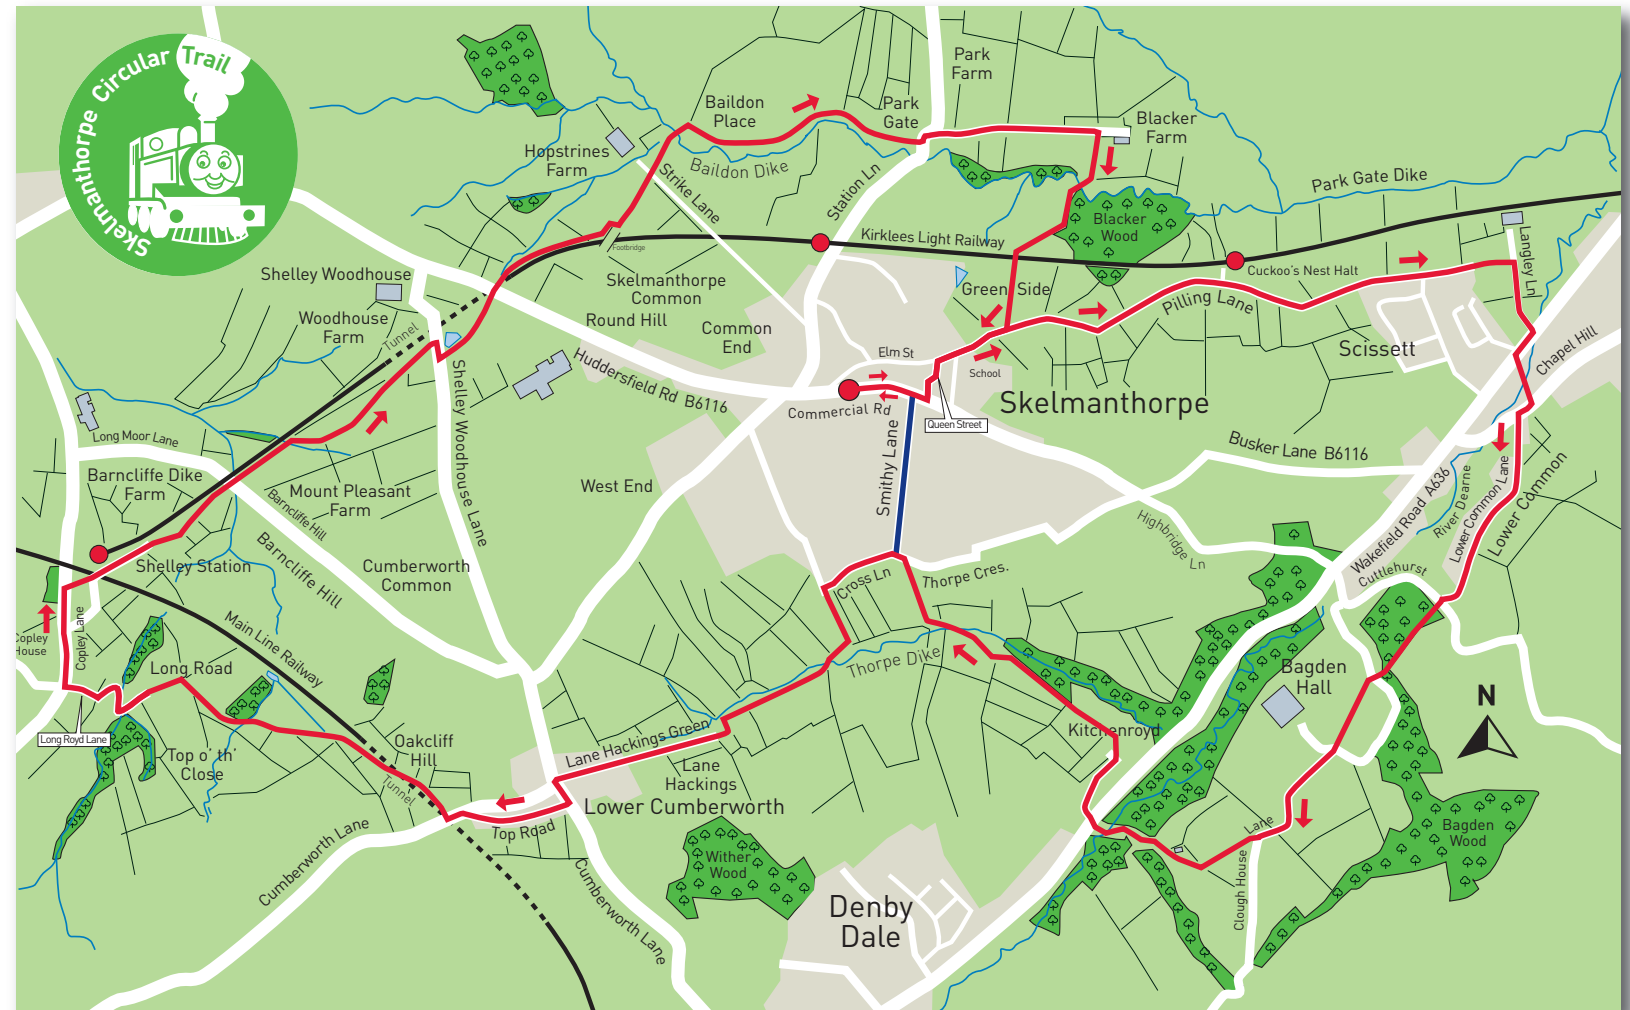 Skelmanthorpe Circular Trail
Park
Farm
Baildon
Place
Park
Gate
Blacker
Farm
Hopstrines
Farm
Baildon Dike
Strike Lane
Station Ln
Park Gate Dike
Blacker
Wood
Kirklees Light Railway
Footbridge
Shelley Woodhouse
Skelmanthorpe
Common
Cuckoo's Nest Halt
Langley Ln
Green Side
Pilling Lane
Woodhouse
Farm
Tunnel
Round Hill
Common
End
Elm St
School
Scissett
Chapel Hill
Shelley Woodhouse Lane
Huddersfield Rd B6116
Commercial Rd
Skelmanthorpe
Queen Street
Long Moor Lane
Busker Lane B6116
Barncliffe Dike
Farm
Mount Pleasant
Farm
West End
Smithy Lane
Wakefield Road A636
River Dearne
Lower Common Lane
Lower Common
Barncliffe Hill
Barncliffe Hill
Highbridge Ln
Shelley Station
Cumberworth
Common
Cross Ln
Thorpe Cres.
Cuttlehurst
Copley
House
Copley Lane
Main Line Railway
Long Road
Thorpe Dike
Bagden
Hall
N
Long Royd Lane
Top o' th'
Close
Oakcliff
Hill
Tunnel
Lane Hackings Green
Lane
Hackings
Kitchenroyd
Lower Cumberworth
Top Road
Cumberworth Lane
Cumberworth Lane
Wither
Wood
Denby
Dale
Clough House
Lane
Bagden
Wood